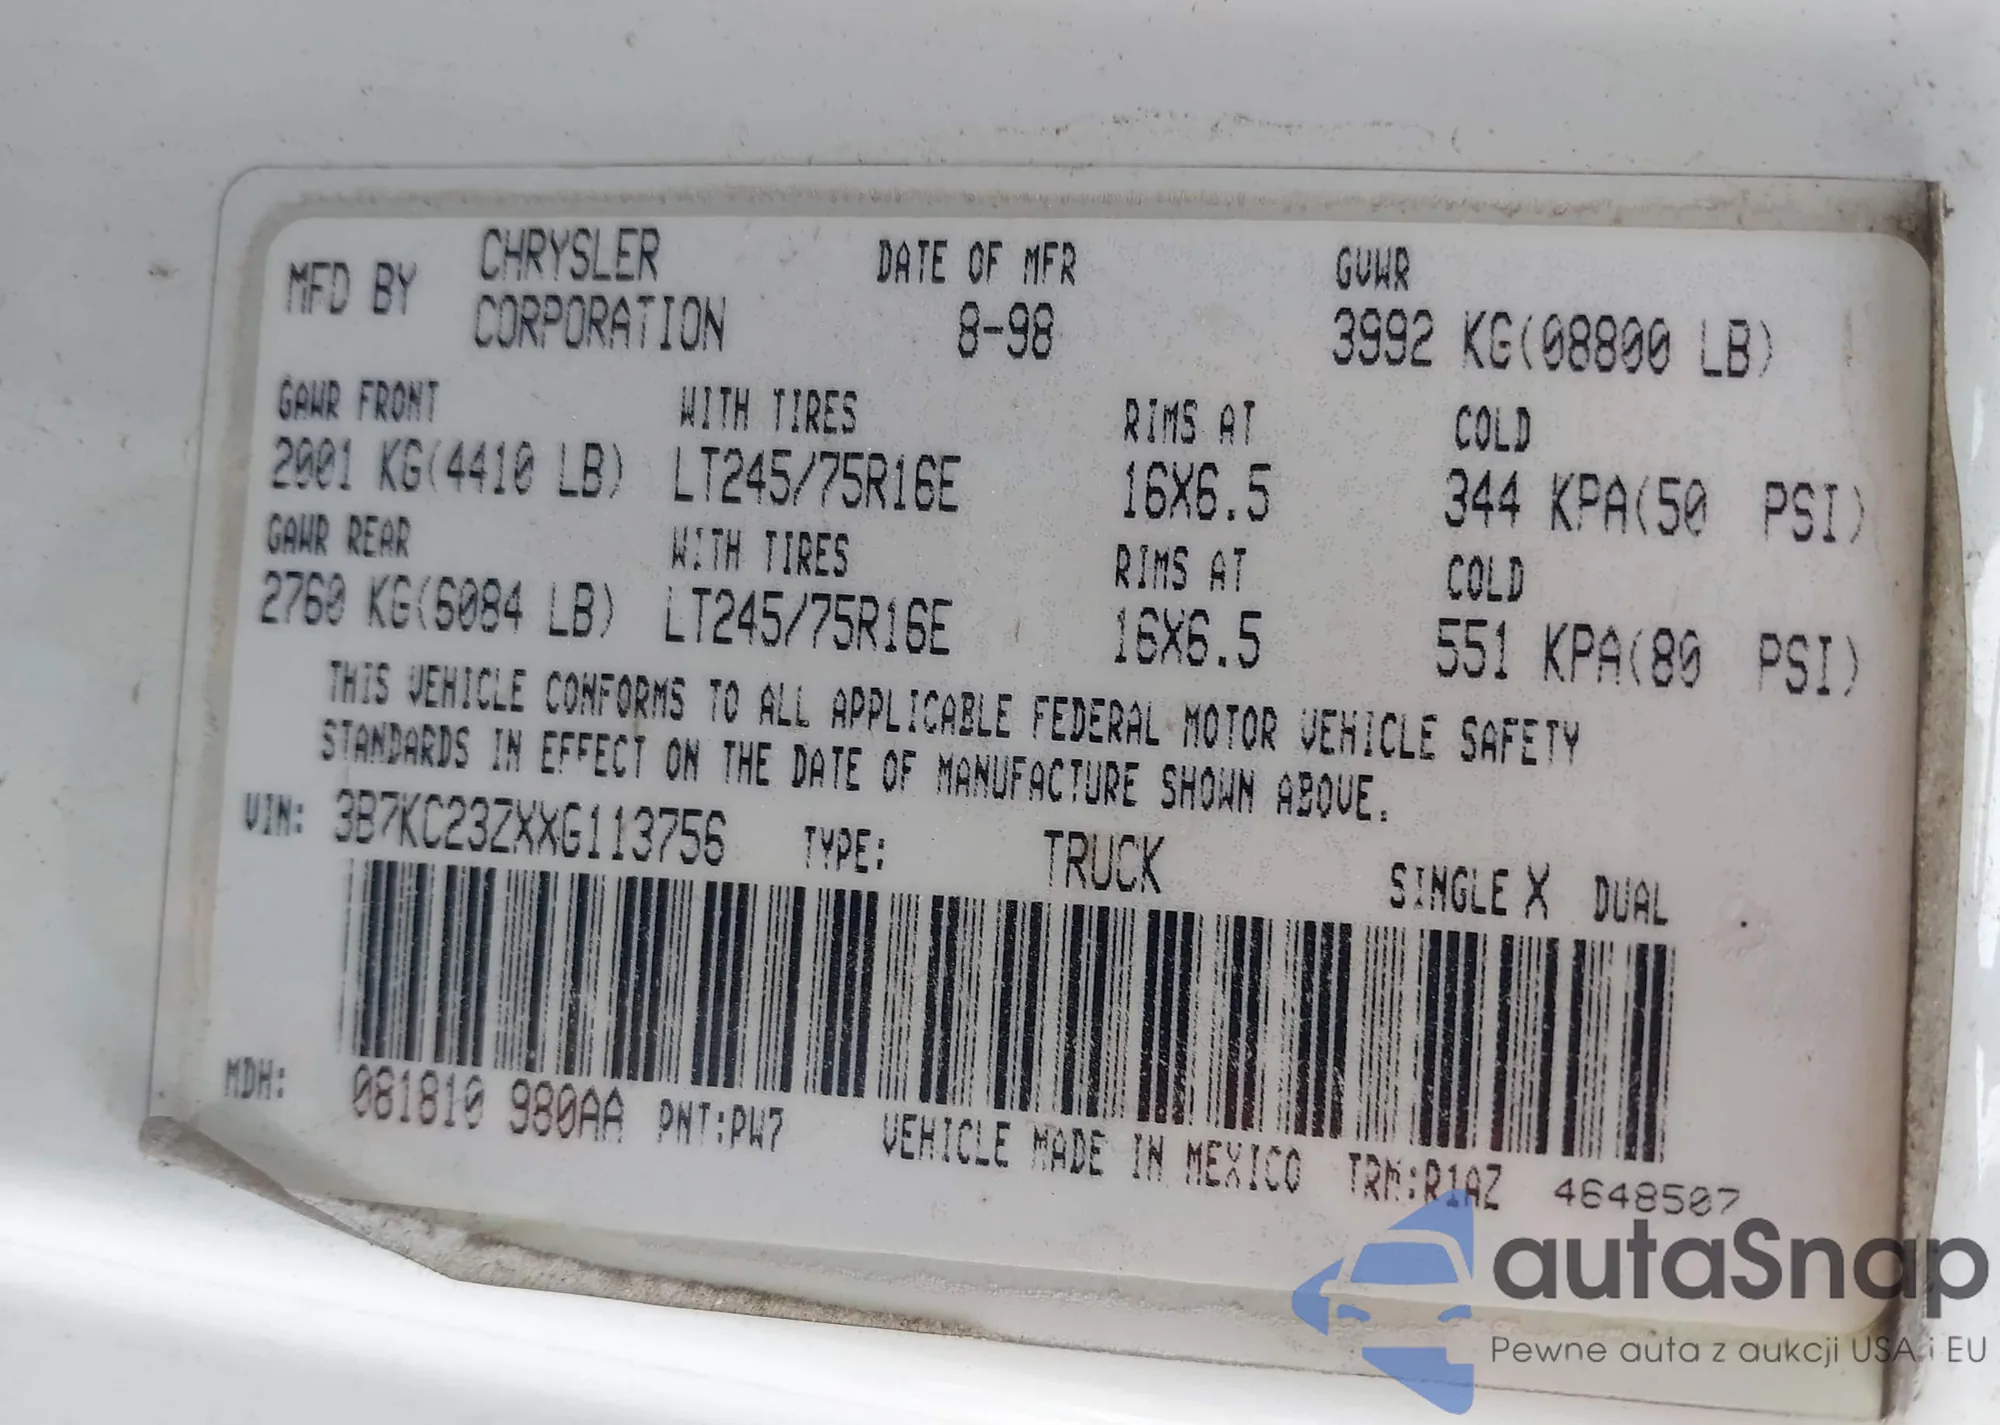 MFD BY CHRYSLER CORPORATION DATE OF MFR 8-98 GVWR 3992 KG(08800 LB)
GAWR FRONT WITH TIRES RIMS AT COLD
2001 KG(4410 LB) LT245/75R16E 16X6.5 344 KPA(50 PSI)
GAWR REAR WITH TIRES RIMS AT COLD
2760 KG(6084 LB) LT245/75R16E 16X6.5 551 KPA(80 PSI)
THIS VEHICLE CONFORMS TO ALL APPLICABLE FEDERAL MOTOR VEHICLE SAFETY
STANDARDS IN EFFECT ON THE DATE OF MANUFACTURE SHOWN ABOVE.
VIN: 3B7KC23ZXXG113756 TYPE: TRUCK SINGLE X DUAL
MDH: 081810 980AA PNT:PW7 VEHICLE MADE IN MEXICO TRM:R1AZ 4648507
autaSnap
Pewne auta z aukcji USA i EU